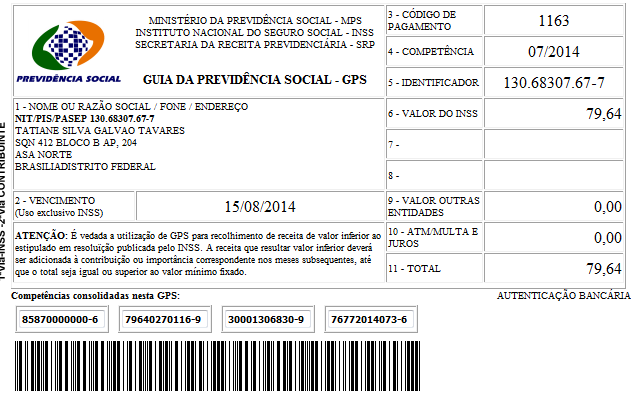 PREVIDÊNCIA SOCIAL
MINISTÉRIO DA PREVIDÊNCIA SOCIAL - MPS
INSTITUTO NACIONAL DO SEGURO SOCIAL - INSS
SECRETARIA DA RECEITA PREVIDENCIÁRIA - SRP
GUIA DA PREVIDÊNCIA SOCIAL - GPS
3 - CÓDIGO DE
PAGAMENTO
1163
4 - COMPETÊNCIA
07/2014
5 - IDENTIFICADOR
130.68307.67-7
1 - NOME OU RAZÃO SOCIAL / FONE / ENDEREÇO
NIT/PIS/PASEP 130.68307.67-7
TATIANE SILVA GALVAO TAVARES
SQN 412 BLOCO B AP, 204
ASA NORTE
BRASILIADISTRITO FEDERAL
6 - VALOR DO INSS
79,64
7 -
8 -
2 - VENCIMENTO
(Uso exclusivo INSS)
15/08/2014
9 - VALOR OUTRAS
ENTIDADES
0,00
ATENÇÃO: É vedada a utilização de GPS para recolhimento de receita de valor inferior ao
estipulado em resoluição publicada pelo INSS. A receita que resultar valor inferior deverá
ser adicionada à contribuição ou importância correspondente nos meses subsequentes, até
que o total seja igual ou superior ao valor mínimo fixado.
10 - ATM/MULTA E
JUROS
0,00
11 - TOTAL
79,64
1ªVia-INSS -2ªVia CONTRIBUINTE
Competências consolidadas nesta GPS:
AUTENTICAÇÃO BANCÁRIA
85870000000-6
79640270116-9
30001306830-9
76772014073-6